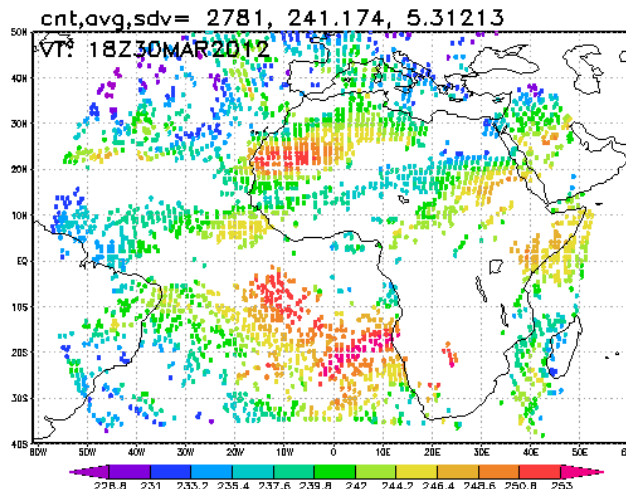 cnt,avg,sdv= 2781, 241.174, 5.31213
VT: 18Z30MAR2012
50N
40N
30N
20N
10N
EQ
10S
20S
30S
40S
60W 50W 40W 30W 20W 10W 0 10E 20E 30E 40E 50E
228.8 231 233.2 235.4 237.6 239.8 242 244.2 246.4 248.6 250.8 253